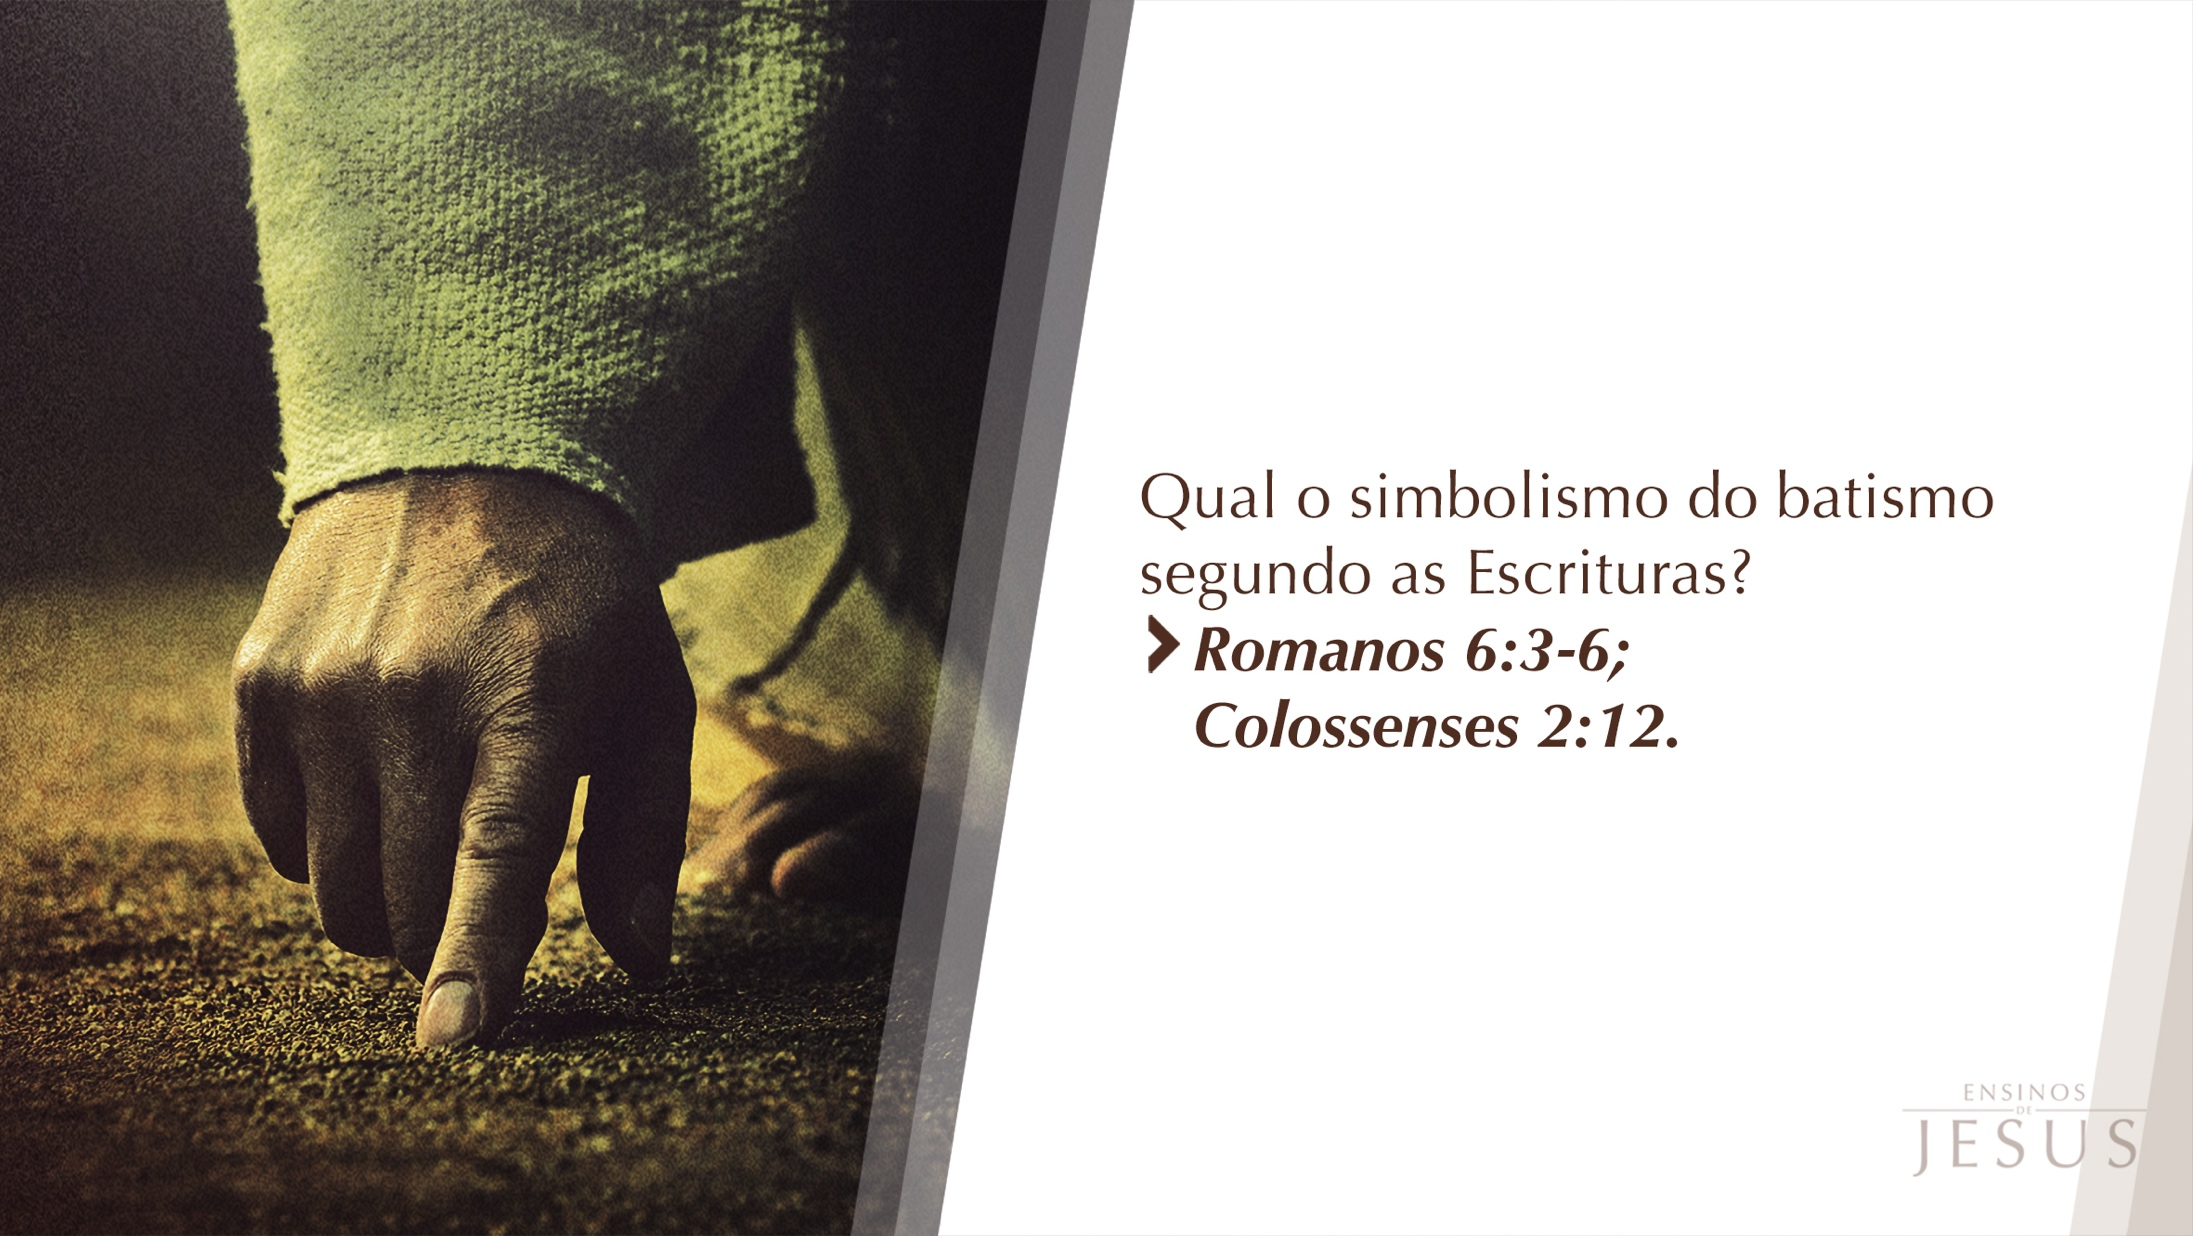 Qual o simbolismo do batismo
segundo as Escrituras?
Romanos 6:3-6;
Colossenses 2:12.
ENSINOS
DE
JESUS